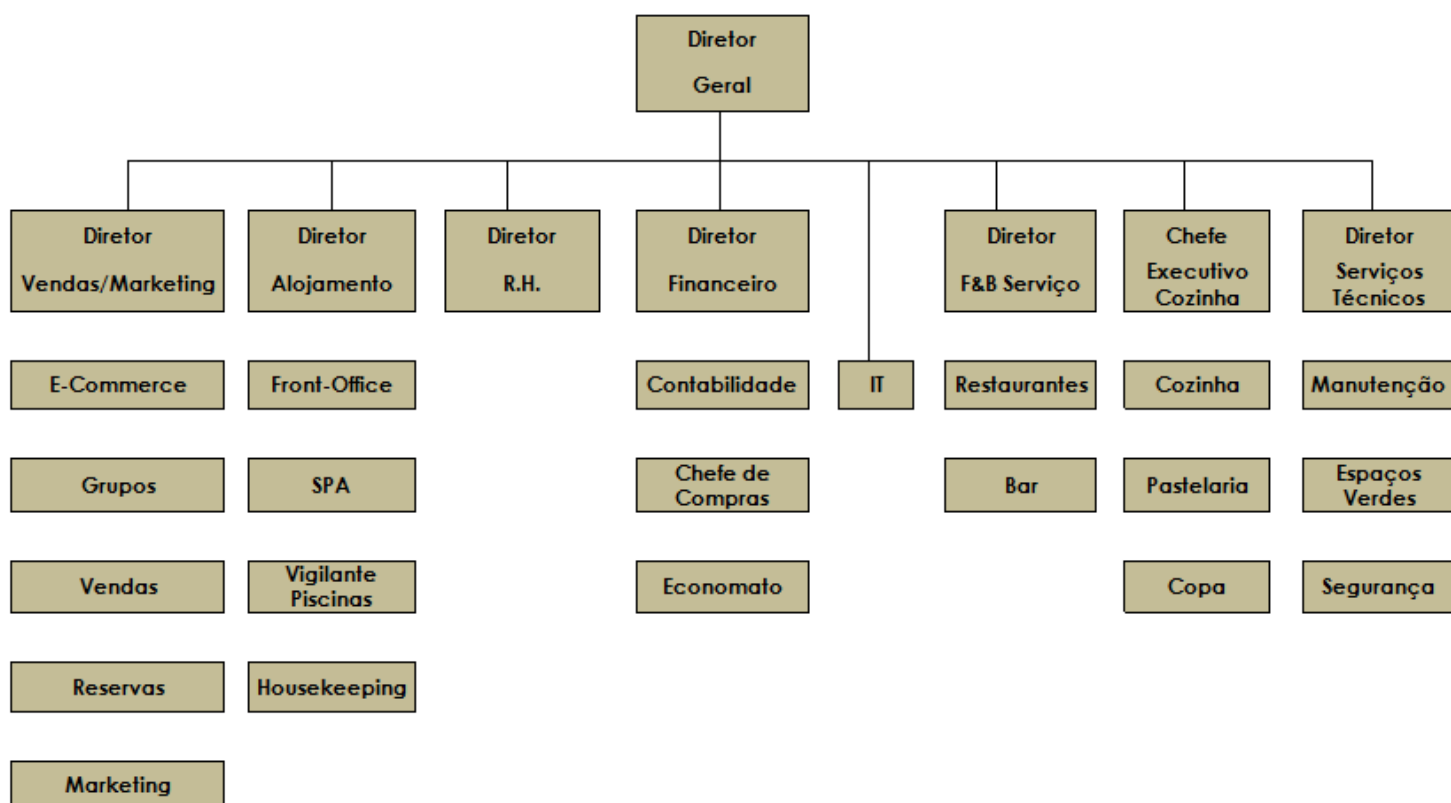 Diretor
Geral
Diretor
Vendas/Marketing
Diretor
Alojamento
Diretor
R.H.
Diretor
Financeiro
Diretor
F&B Serviço
Chefe
Executivo
Cozinha
Diretor
Serviços
Técnicos
E-Commerce
Front-Office
Contabilidade
IT
Restaurantes
Cozinha
Manutenção
Grupos
SPA
Chefe de
Compras
Bar
Pastelaria
Espaços
Verdes
Vendas
Vigilante
Piscinas
Economato
Copa
Segurança
Reservas
Housekeeping
Marketing